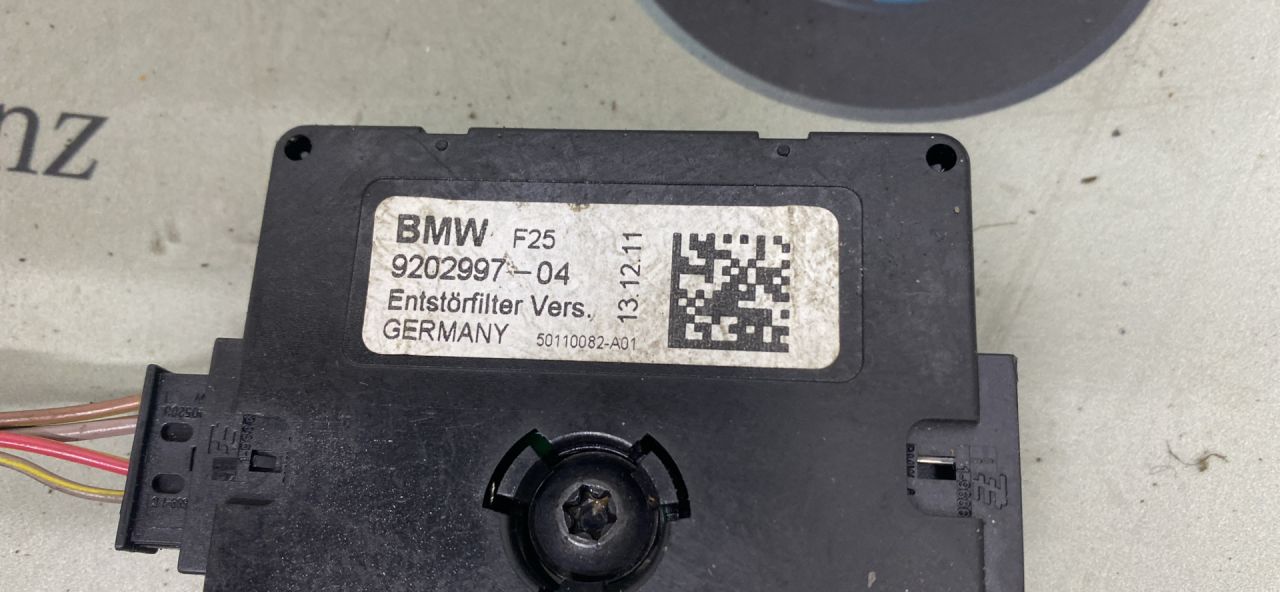 nz
BMW F25
9202997-04
Entstörfilter Vers.
GERMANY 50110082-A01
13.12.11